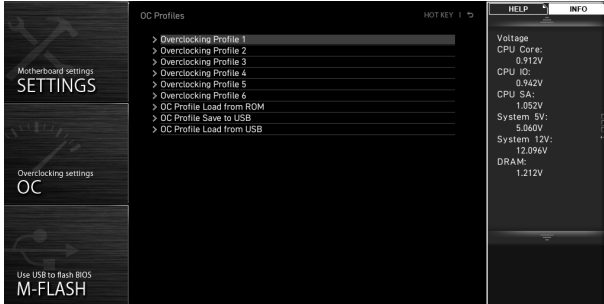 Motherboard settings
SETTINGS
Overclocking settings
OC
Use USB to flash BIOS
M-FLASH
OC Profiles
HOT KEY |
> Overclocking Profile 1
> Overclocking Profile 2
> Overclocking Profile 3
> Overclocking Profile 4
> Overclocking Profile 5
> Overclocking Profile 6
> OC Profile Load from ROM
> OC Profile Save to USB
> OC Profile Load from USB
HELP
INFO
Voltage
CPU Core:
0.912V
CPU IO:
0.942V
CPU SA:
1.052V
System 5V:
5.060V
System 12V:
12.096V
DRAM:
1.212V